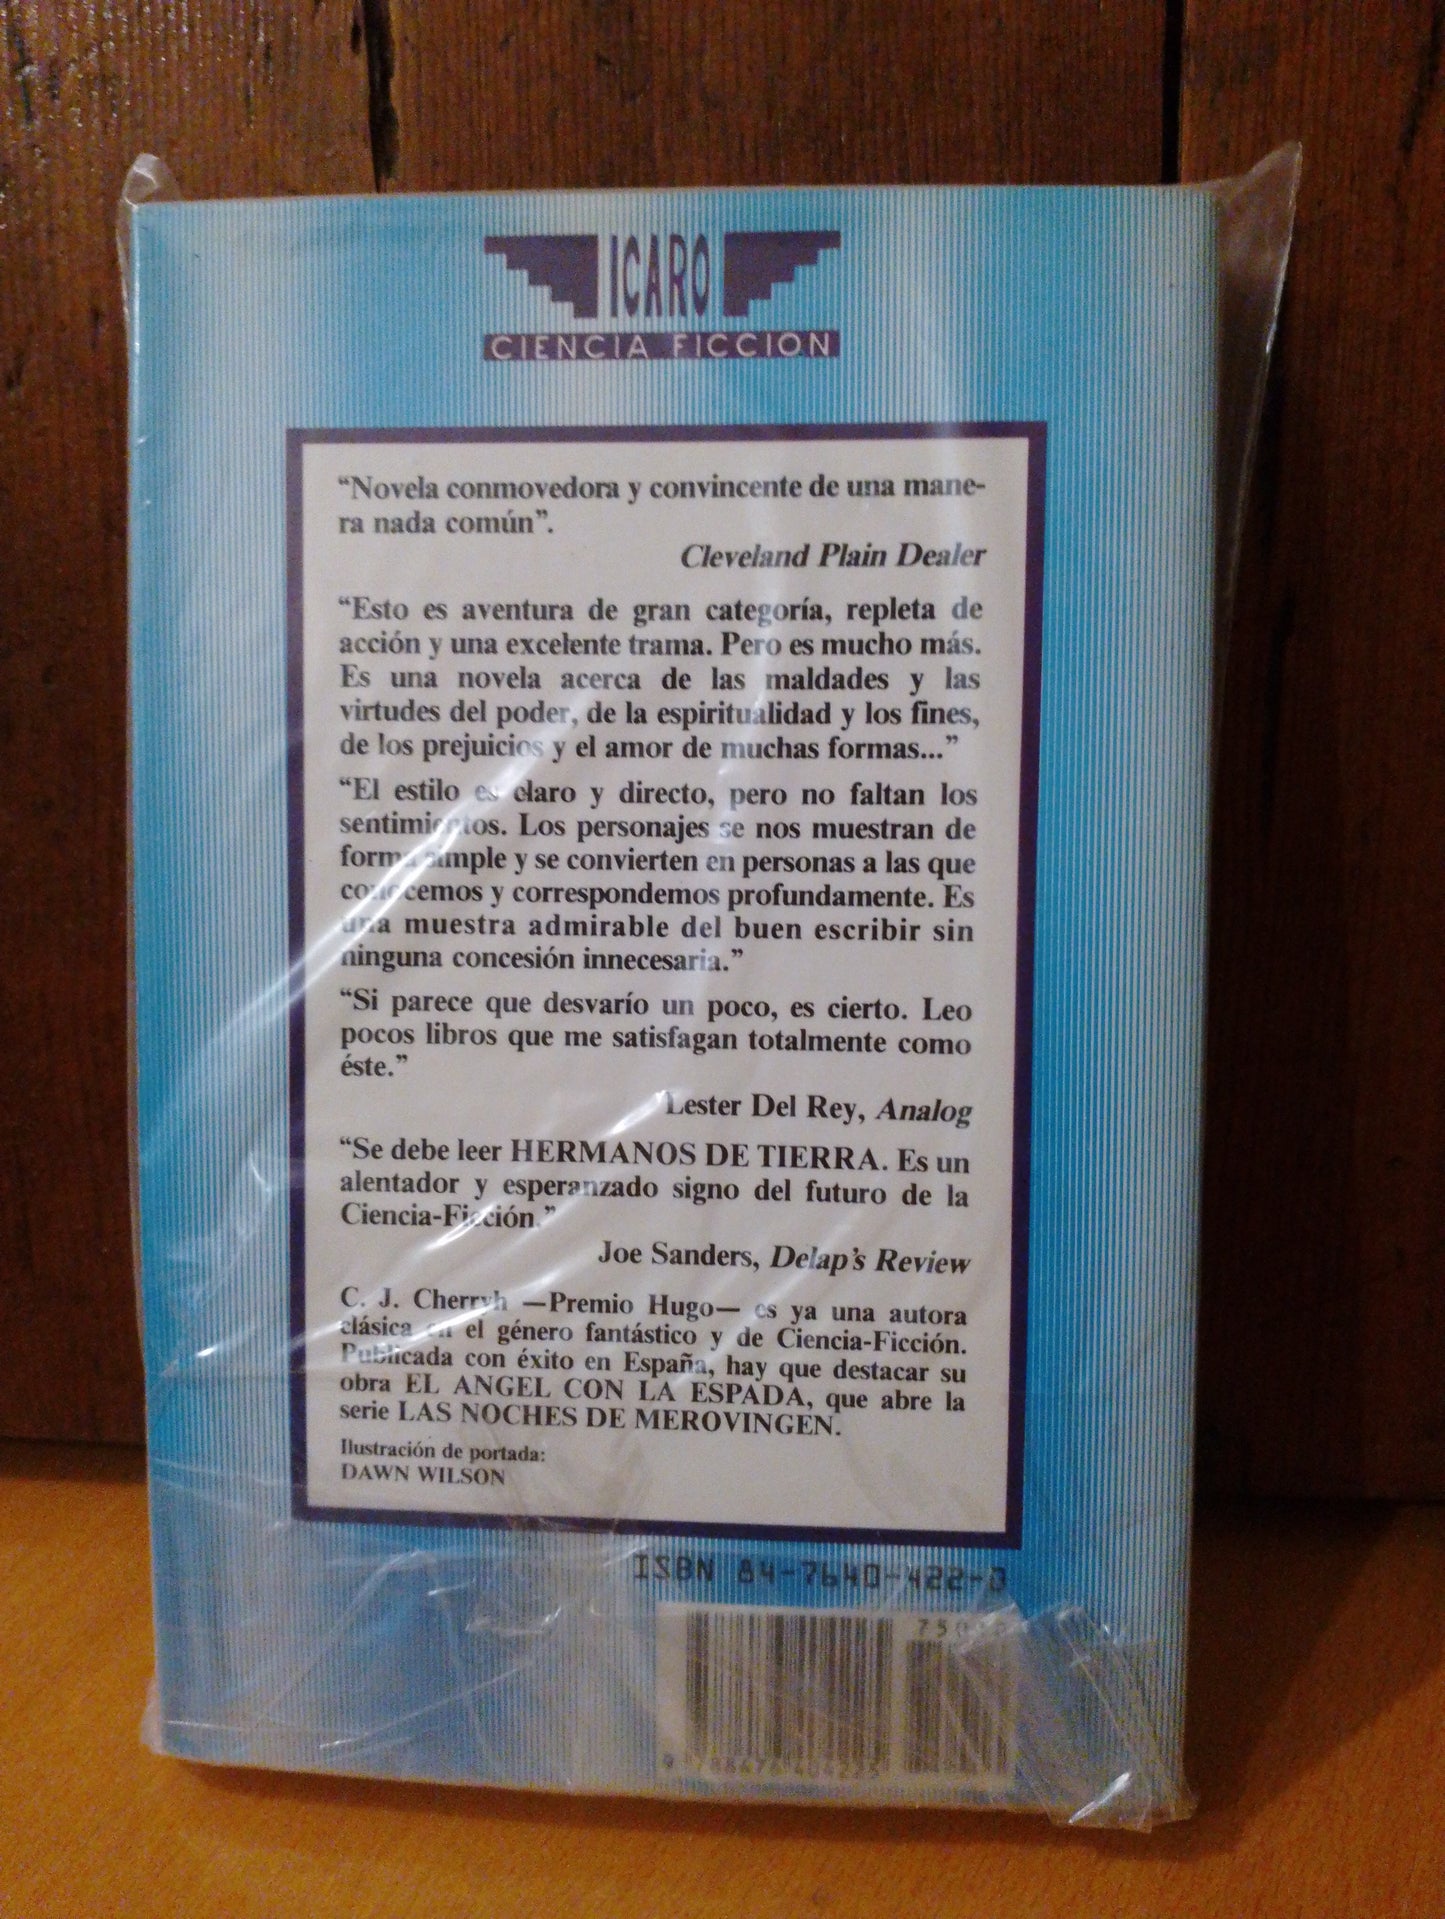 ICARO
CIENCIA FICCION
“Novela conmovedora y convincente de una mane-
ra nada común”.
Cleveland Plain Dealer
“Esto es aventura de gran categoría, repleta de
acción y una excelente trama. Pero es mucho más.
Es una novela acerca de las maldades y las
virtudes del poder, de la espiritualidad y los fines,
de los prejuicios y el amor de muchas formas...”
“El estilo es claro y directo, pero no faltan los
sentimientos. Los personajes se nos muestran de
forma simple y se convierten en personas a las que
conocemos y correspondemos profundamente. Es
una muestra admirable del buen escribir sin
ninguna concesión innecesaria.”
“Si parece que desvarío un poco, es cierto. Leo
pocos libros que me satisfagan totalmente como
éste.”
Lester Del Rey, Analog
“Se debe leer HERMANOS DE TIERRA. Es un
alentador y esperanzado signo del futuro de la
Ciencia-Ficción.”
Joe Sanders, Delap's Review
C. J. Cherryh —Premio Hugo— es ya una autora
clásica en el género fantástico y de Ciencia-Ficción.
Publicada con éxito en España, hay que destacar su
obra EL ANGEL CON LA ESPADA, que abre la
serie LAS NOCHES DE MEROVINGEN.
Ilustración de portada:
DAWN WILSON
ISBN 84-7640-422-0
9 788476 404225